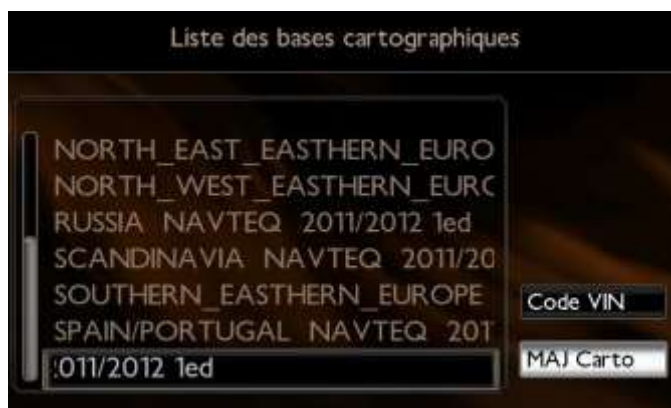 Liste des bases cartographiques
NORTH_EAST_EASTHERN_EURO
NORTH_WEST_EASTHERN_EURC
RUSSIA NAVTEQ 2011/2012 1ed
SCANDINAVIA NAVTEQ 2011/20
SOUTHERN_EASTHERN_EUROPE
SPAIN/PORTUGAL NAVTEQ 201
:011/2012 1ed
Code VIN
MAJ Carto